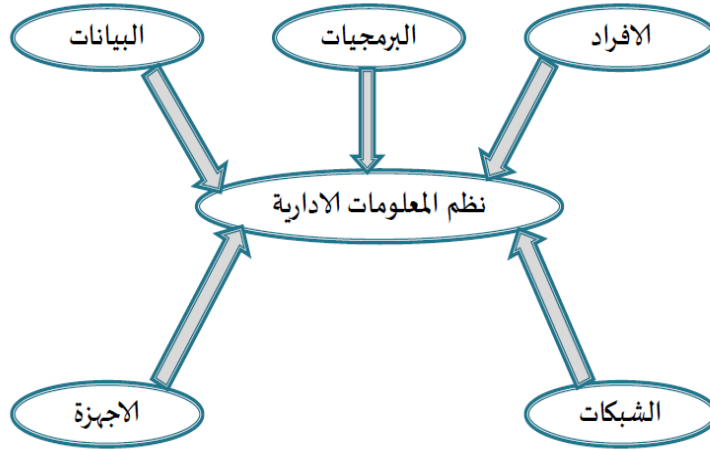 الافراد
البرمجيات
البيانات
نظم المعلومات الادارية
الشبكات
الاجهزة